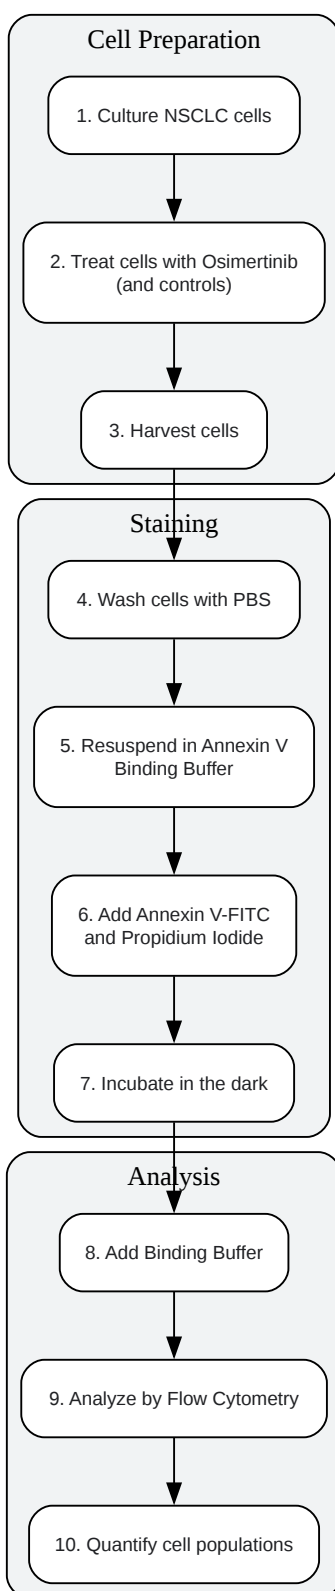 Cell Preparation
1. Culture NSCLC cells
2. Treat cells with Osimertinib
(and controls)
3. Harvest cells
Staining
4. Wash cells with PBS
5. Resuspend in Annexin V
Binding Buffer
6. Add Annexin V-FITC
and Propidium Iodide
7. Incubate in the dark
Analysis
8. Add Binding Buffer
9. Analyze by Flow Cytometry
10. Quantify cell populations